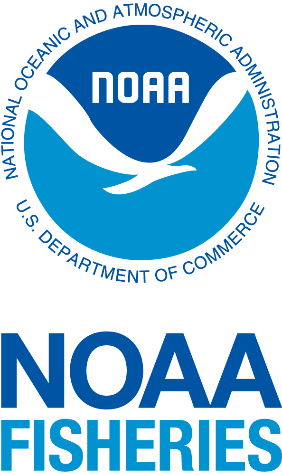 NATIONAL OCEANIC AND ATMOSPHERIC ADMINISTRATION
NOAA
U.S. DEPARTMENT OF COMMERCE
NOAA
FISHERIES